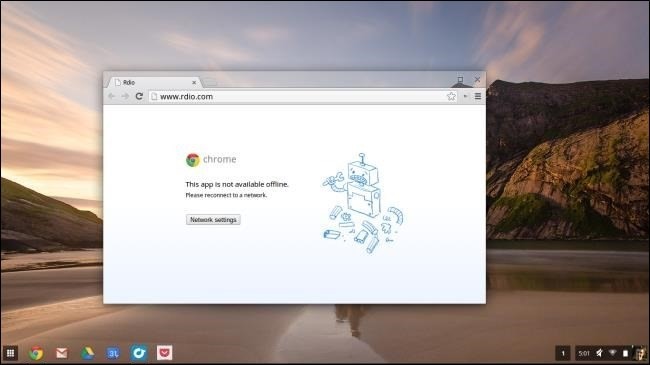 Rdio
www.rdio.com
chrome
This app is not available offline.
Please reconnect to a network.
Network settings
31
1
5:01